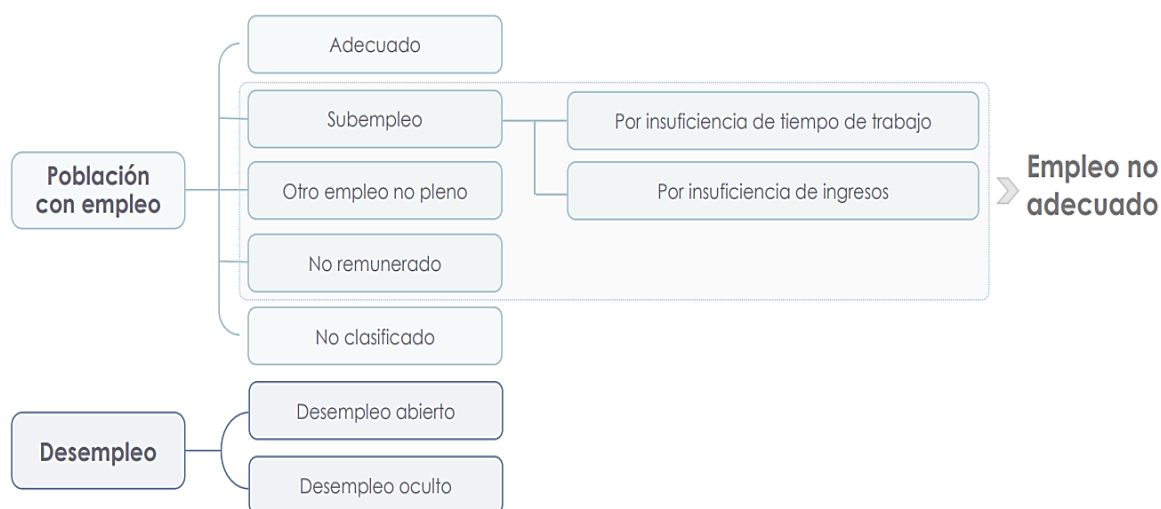 Adecuado
Subempleo
Por insuficiencia de tiempo de trabajo
Población
con empleo
Otro empleo no pleno
Por insuficiencia de ingresos
Empleo no
adecuado
No remunerado
No clasificado
Desempleo
Desempleo abierto
Desempleo oculto